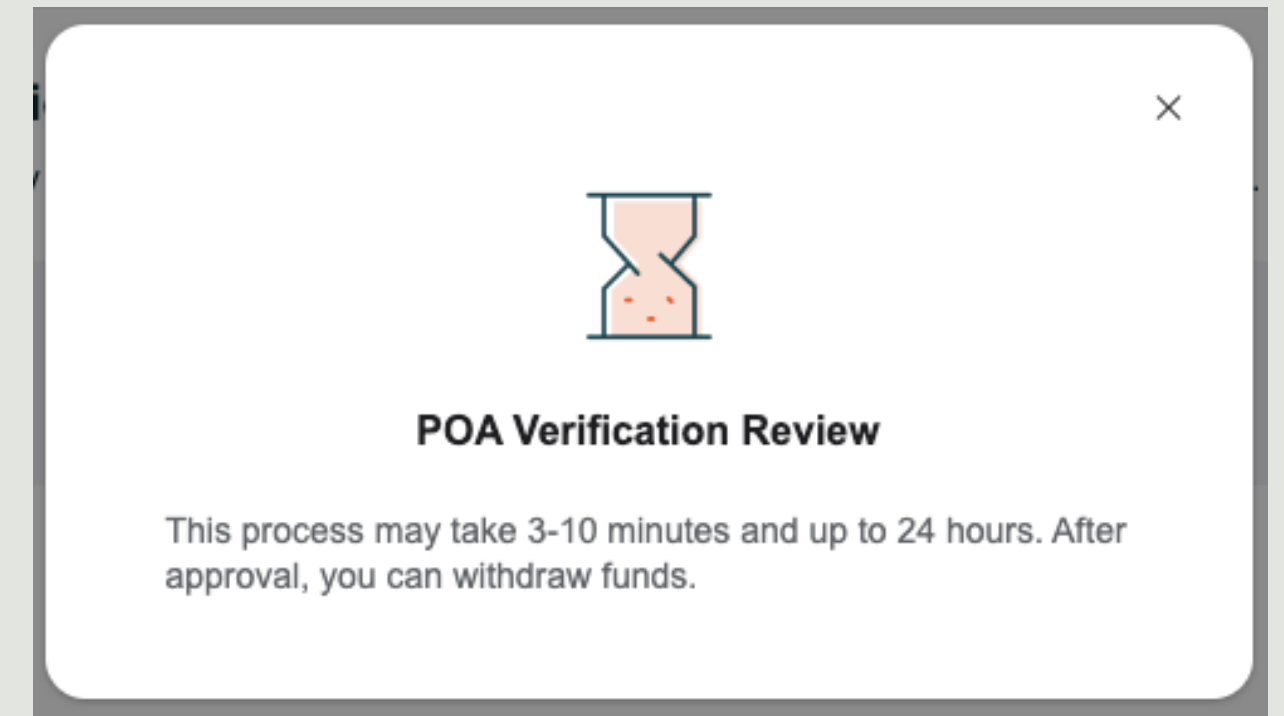 POA Verification Review
This process may take 3-10 minutes and up to 24 hours. After
approval, you can withdraw funds.